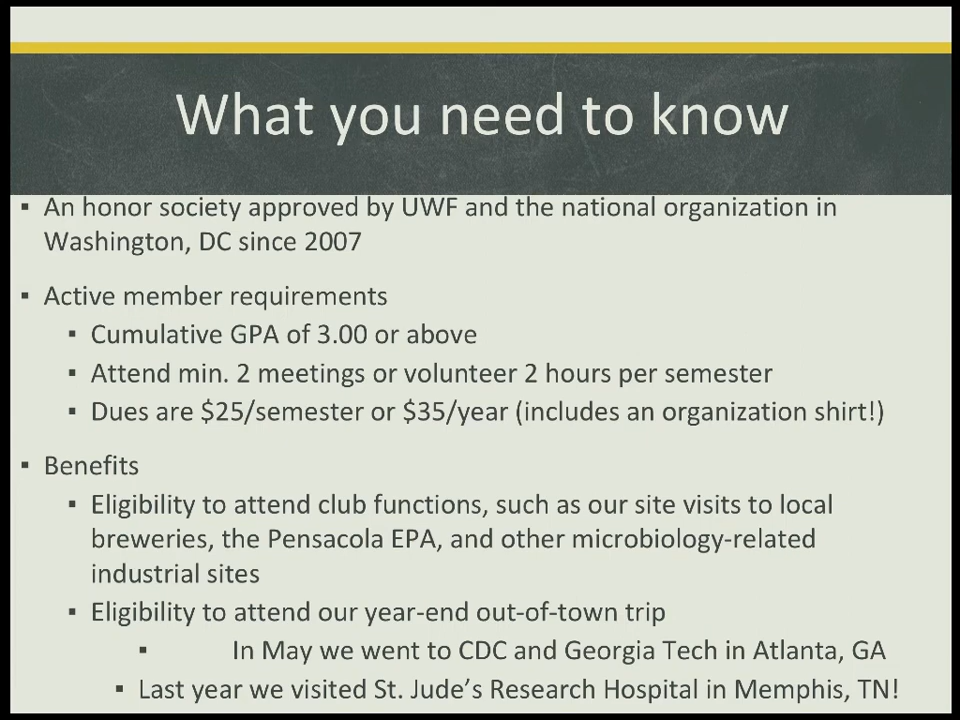 What you need to know
▪ An honor society approved by UWF and the national organization in
Washington, DC since 2007
▪ Active member requirements
▪ Cumulative GPA of 3.00 or above
▪ Attend min. 2 meetings or volunteer 2 hours per semester
▪ Dues are $25/semester or $35/year (includes an organization shirt!)
▪ Benefits
▪ Eligibility to attend club functions, such as our site visits to local
breweries, the Pensacola EPA, and other microbiology-related
industrial sites
▪ Eligibility to attend our year-end out-of-town trip
▪ In May we went to CDC and Georgia Tech in Atlanta, GA
▪ Last year we visited St. Jude’s Research Hospital in Memphis, TN!